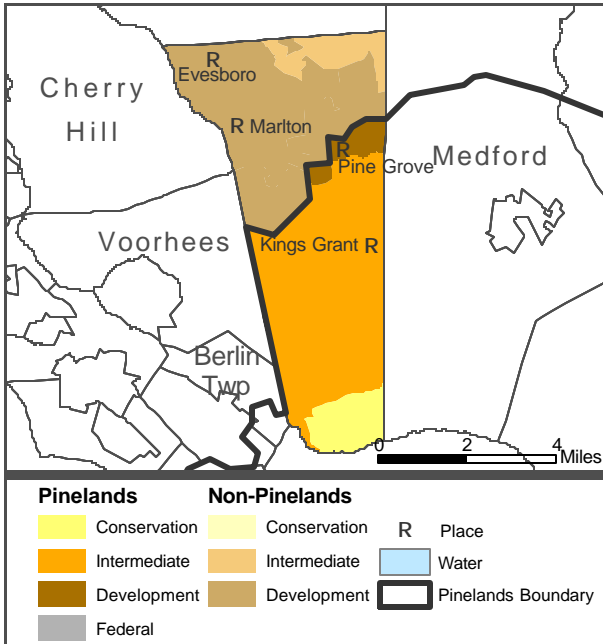 R
Evesboro
Cherry
Hill
R Marlton
R
Pine Grove
Medford
Voorhees
Kings Grant R
Berlin
Twp
0 2 4
Miles
Pinelands Non-Pinelands
Conservation Conservation R Place
Intermediate Intermediate Water
Development Development Pinelands Boundary
Federal